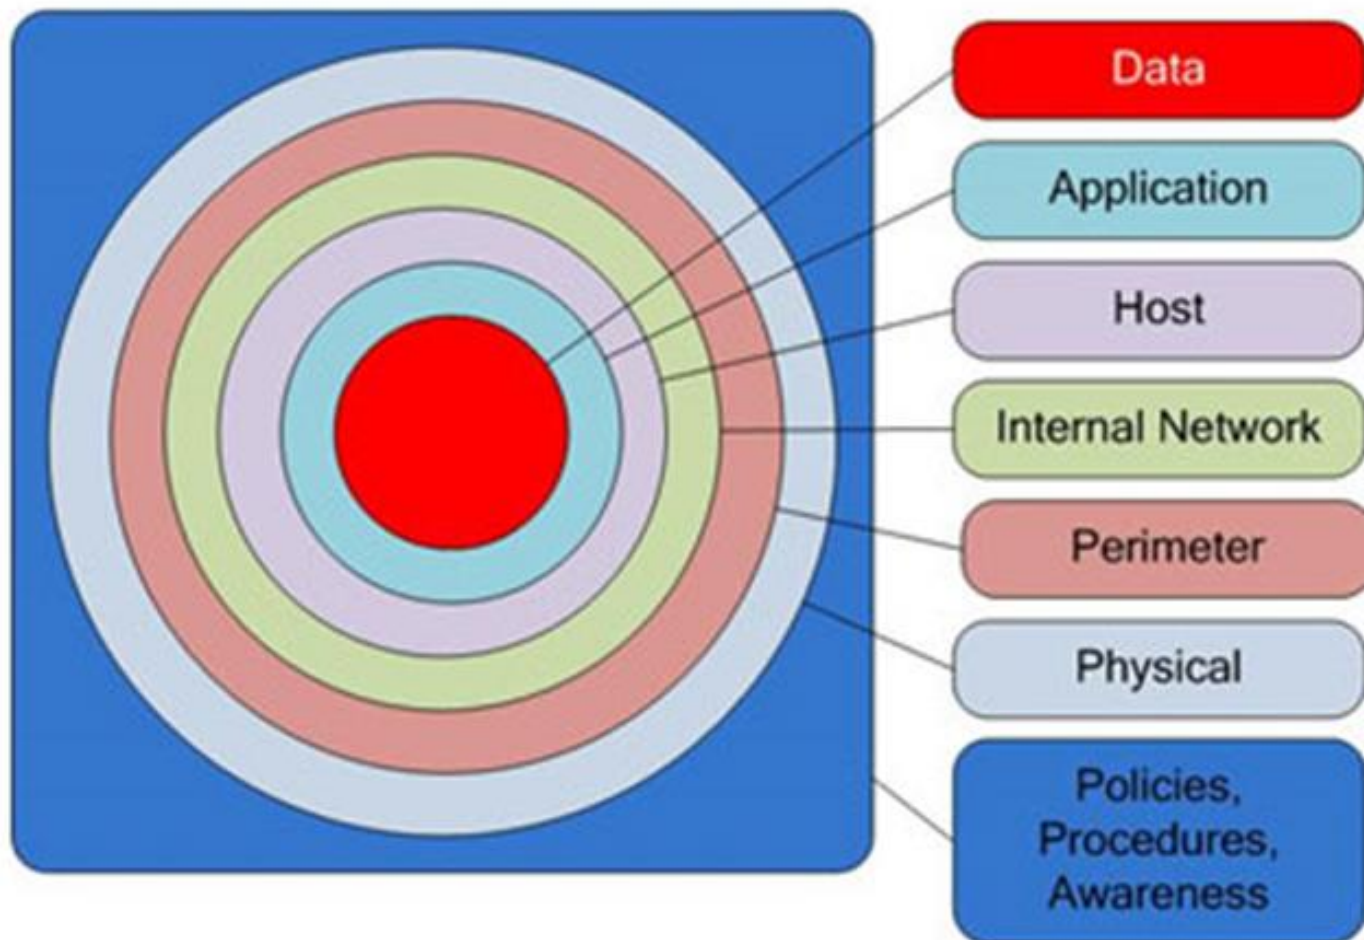 Data
Application
Host
Internal Network
Perimeter
Physical
Policies,
Procedures,
Awareness